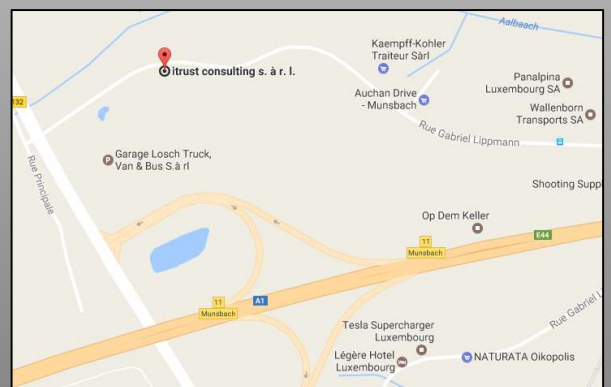 Aalbaach
Kaempff-Kohler
Traiteur Sàrl
itrust consulting s. à r. l.
Panalpina
Luxembourg SA
Auchan Drive
- Munsbach
132
Wallenborn
Transports SA
Rue Gabriel Lippmann
Garage Losch Truck,
Van & Bus S.à rl
Rue Principale
Shooting Suppl
Op Dem Keller
E44
11
Munsbach
A1
11
Munsbach
Rue Gabriel L
Tesla Supercharger
Luxembourg
Légère Hotel
Luxembourg
NATURATA Oikopolis